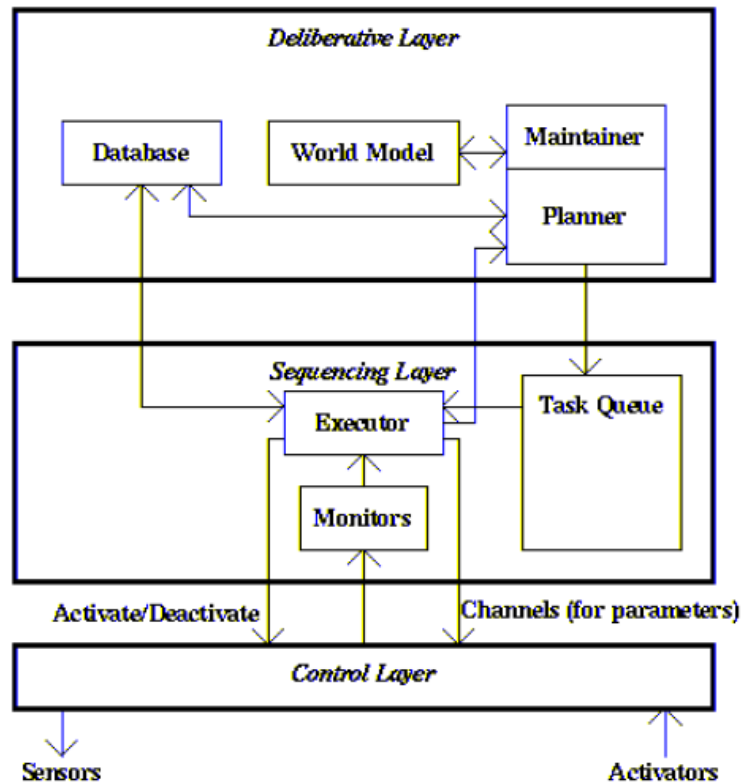 Deliberative Layer
Database
World Model
Maintainer
Planner
Sequencing Layer
Executor
Task Queue
Monitors
Activate/Deactivate
Channels (for parameters)
Control Layer
Sensors
Activators